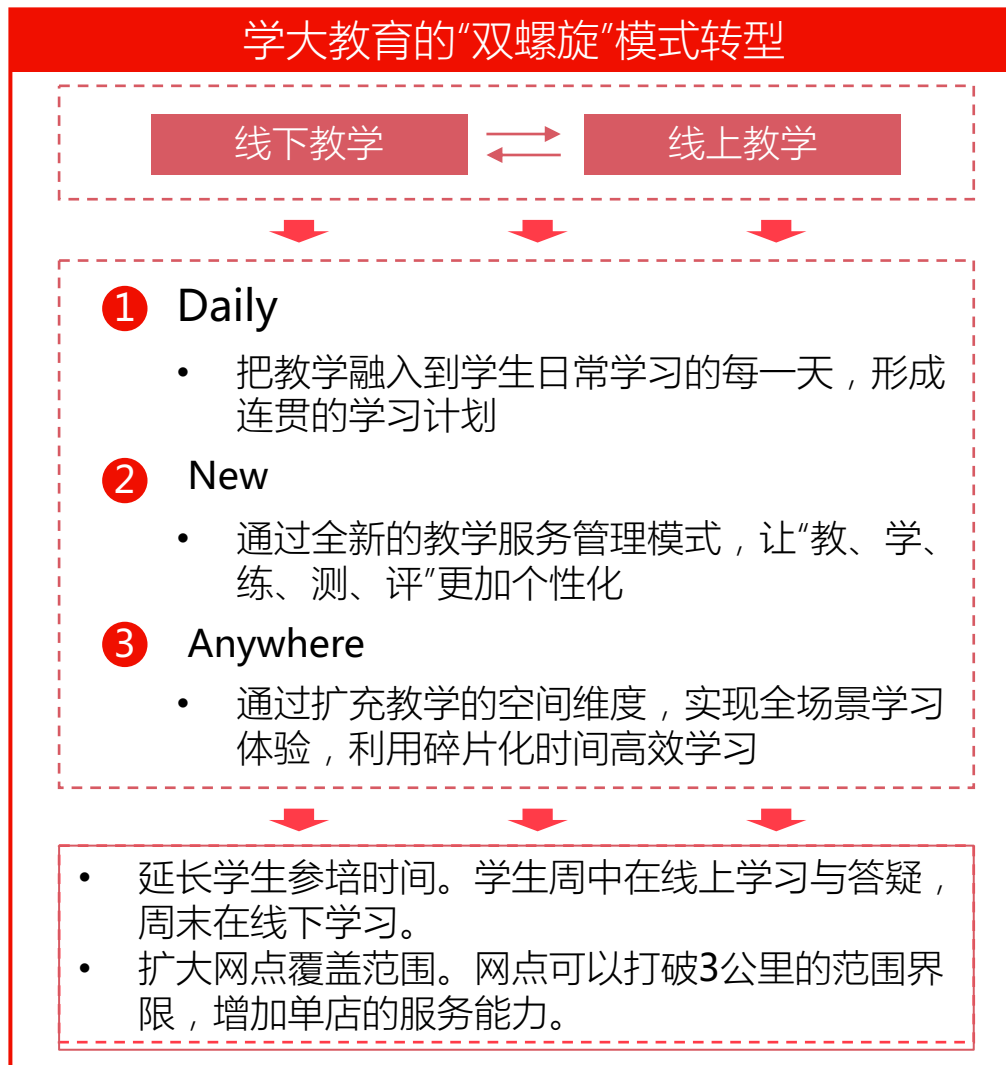 学大教育的“双螺旋”模式转型
线下教学
线上教学
1 Daily
• 把教学融入到学生日常学习的每一天，形成
连贯的学习计划
2 New
• 通过全新的教学服务管理模式，让“教、学、
练、测、评”更加个性化
3 Anywhere
• 通过扩充教学的空间维度，实现全场景学习
体验，利用碎片化时间高效学习
• 延长学生参培时间。学生周中在线上学习与答疑，
周末在线下学习。
• 扩大网点覆盖范围。网点可以打破3公里的范围界
限，增加单店的服务能力。